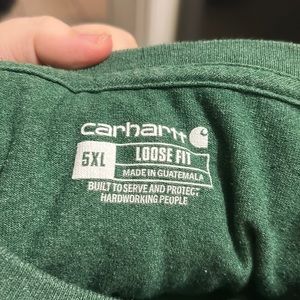 carhartt
5XL LOOSE FIT
MADE IN GUATEMALA
BUILT TO SERVE AND PROTECT
HARDWORKING PEOPLE